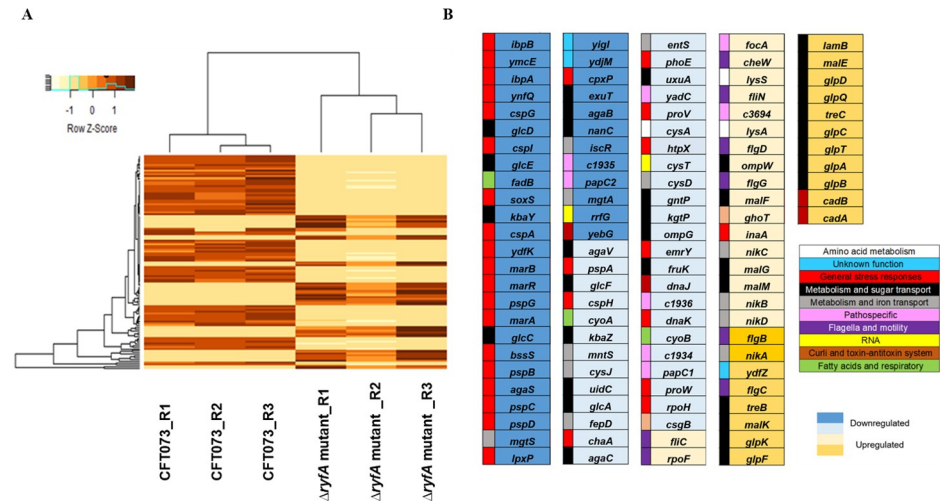 A
B
-1 0 1
Row Z-Score
CFT073_R1
CFT073_R2
CFT073_R3
ΔryfA mutant_R1
ΔryfA mutant _R2
ΔryfA mutant _R3
ibpB
ymcE
ibpA
ynfQ
cspG
glcD
cspI
glcE
fadB
soxS
kbaY
cspA
ydfK
marB
marR
pspG
marA
glcC
bssS
pspB
agaS
pspC
pspD
mgtS
lpxP
yigI
ydjM
cpxP
exuT
agaB
nanC
iscR
c1935
papC2
mgtA
rrfG
yebG
agaV
pspA
glcF
cspH
cyoA
kbaZ
mntS
cysJ
uidC
glcA
fepD
chaA
agaC
entS
phoE
uxuA
yadC
proV
cysA
htpX
cysT
cysD
gntP
kgtP
ompG
emrY
fruK
dnaJ
c1936
dnaK
cyoB
c1934
papC1
proW
rpoH
csgB
fliC
rpoF
focA
cheW
lysS
fliN
c3694
lysA
flgD
ompW
flgG
malF
ghoT
inaA
nikC
malG
malM
nikB
nikD
flgB
nikA
ydfZ
flgC
treB
malK
glpK
glpF
lamB
malE
glpD
glpQ
treC
glpC
glpT
glpA
glpB
cadB
cadA
Amino acid metabolism
Unknown function
General stress responses
Metabolism and sugar transport
Metabolism and iron transport
Pathospecific
Flagella and motility
RNA
Curli and toxin-antitoxin system
Fatty acids and respiratory
Downregulated
Upregulated